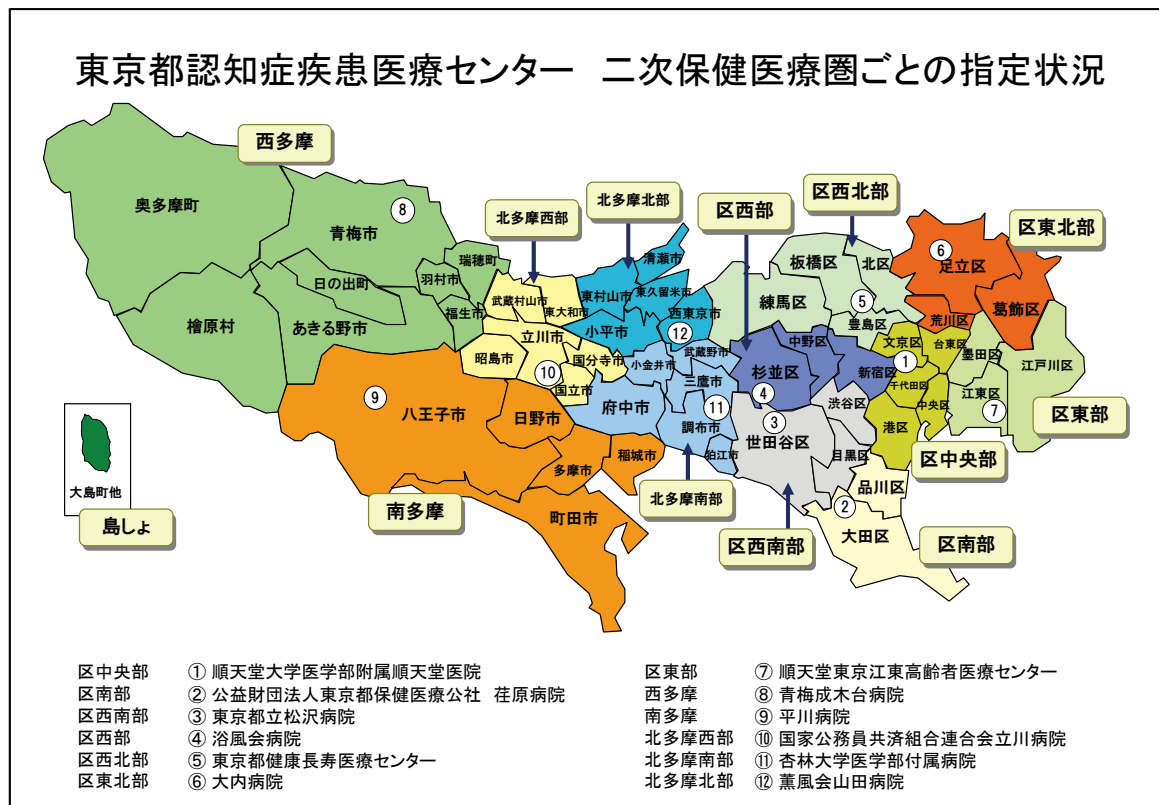 東京都認知症疾患医療センター 二次保健医療圏ごとの指定状況
西多摩
北多摩西部
北多摩北部
区西部
区西北部
区東北部
奥多摩町
青梅市
⑧
瑞穂町
羽村市
日の出町
福生市
檜原村
あきる野市
武蔵村山市
東大和市
清瀬市
東村山市
東久留米市
小平市
西東京市
⑫
立川市
昭島市
国分寺市
⑩
国立市
小金井市
武蔵野市
三鷹市
府中市
⑪
調布市
狛江市
板橋区
北区
練馬区
⑤
豊島区
⑥
足立区
葛飾区
荒川区
中野区
杉並区
④
新宿区
文京区
①
台東区
千代田区
中央区
港区
墨田区
江東区
⑦
江戸川区
渋谷区
③
世田谷区
目黒区
品川区
②
大田区
⑨
八王子市
日野市
多摩市
稲城市
町田市
大島町他
島しょ
南多摩
北多摩南部
区西南部
区中央部
区東部
区南部
区中央部 ① 順天堂大学医学部附属順天堂医院
区南部 ② 公益財団法人東京都保健医療公社 荏原病院
区西南部 ③ 東京都立松沢病院
区西部 ④ 浴風会病院
区西北部 ⑤ 東京都健康長寿医療センター
区東北部 ⑥ 大内病院
区東部 ⑦ 順天堂東京江東高齢者医療センター
西多摩 ⑧ 青梅成木台病院
南多摩 ⑨ 平川病院
北多摩西部 ⑩ 国家公務員共済組合連合会立川病院
北多摩南部 ⑪ 杏林大学医学部付属病院
北多摩北部 ⑫ 薫風会山田病院